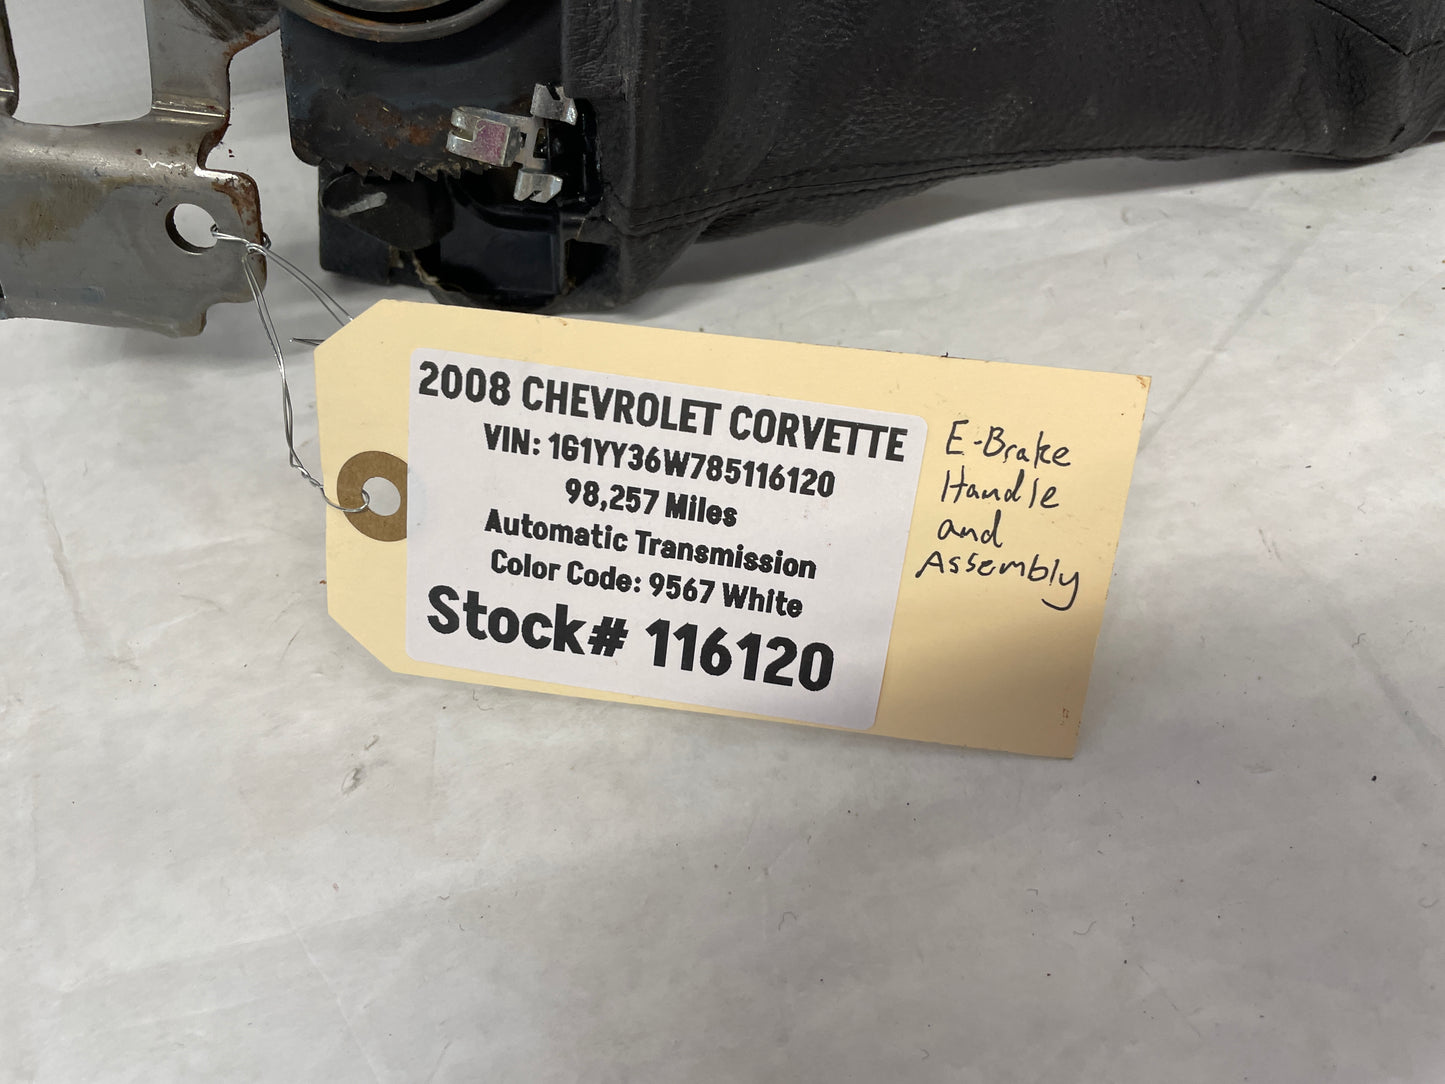 2008 CHEVROLET CORVETTE
VIN: 1G1YY36W785116120
98,257 Miles
Automatic Transmission
Color Code: 9567 White
Stock# 116120
E-Brake
Handle
and
Assembly